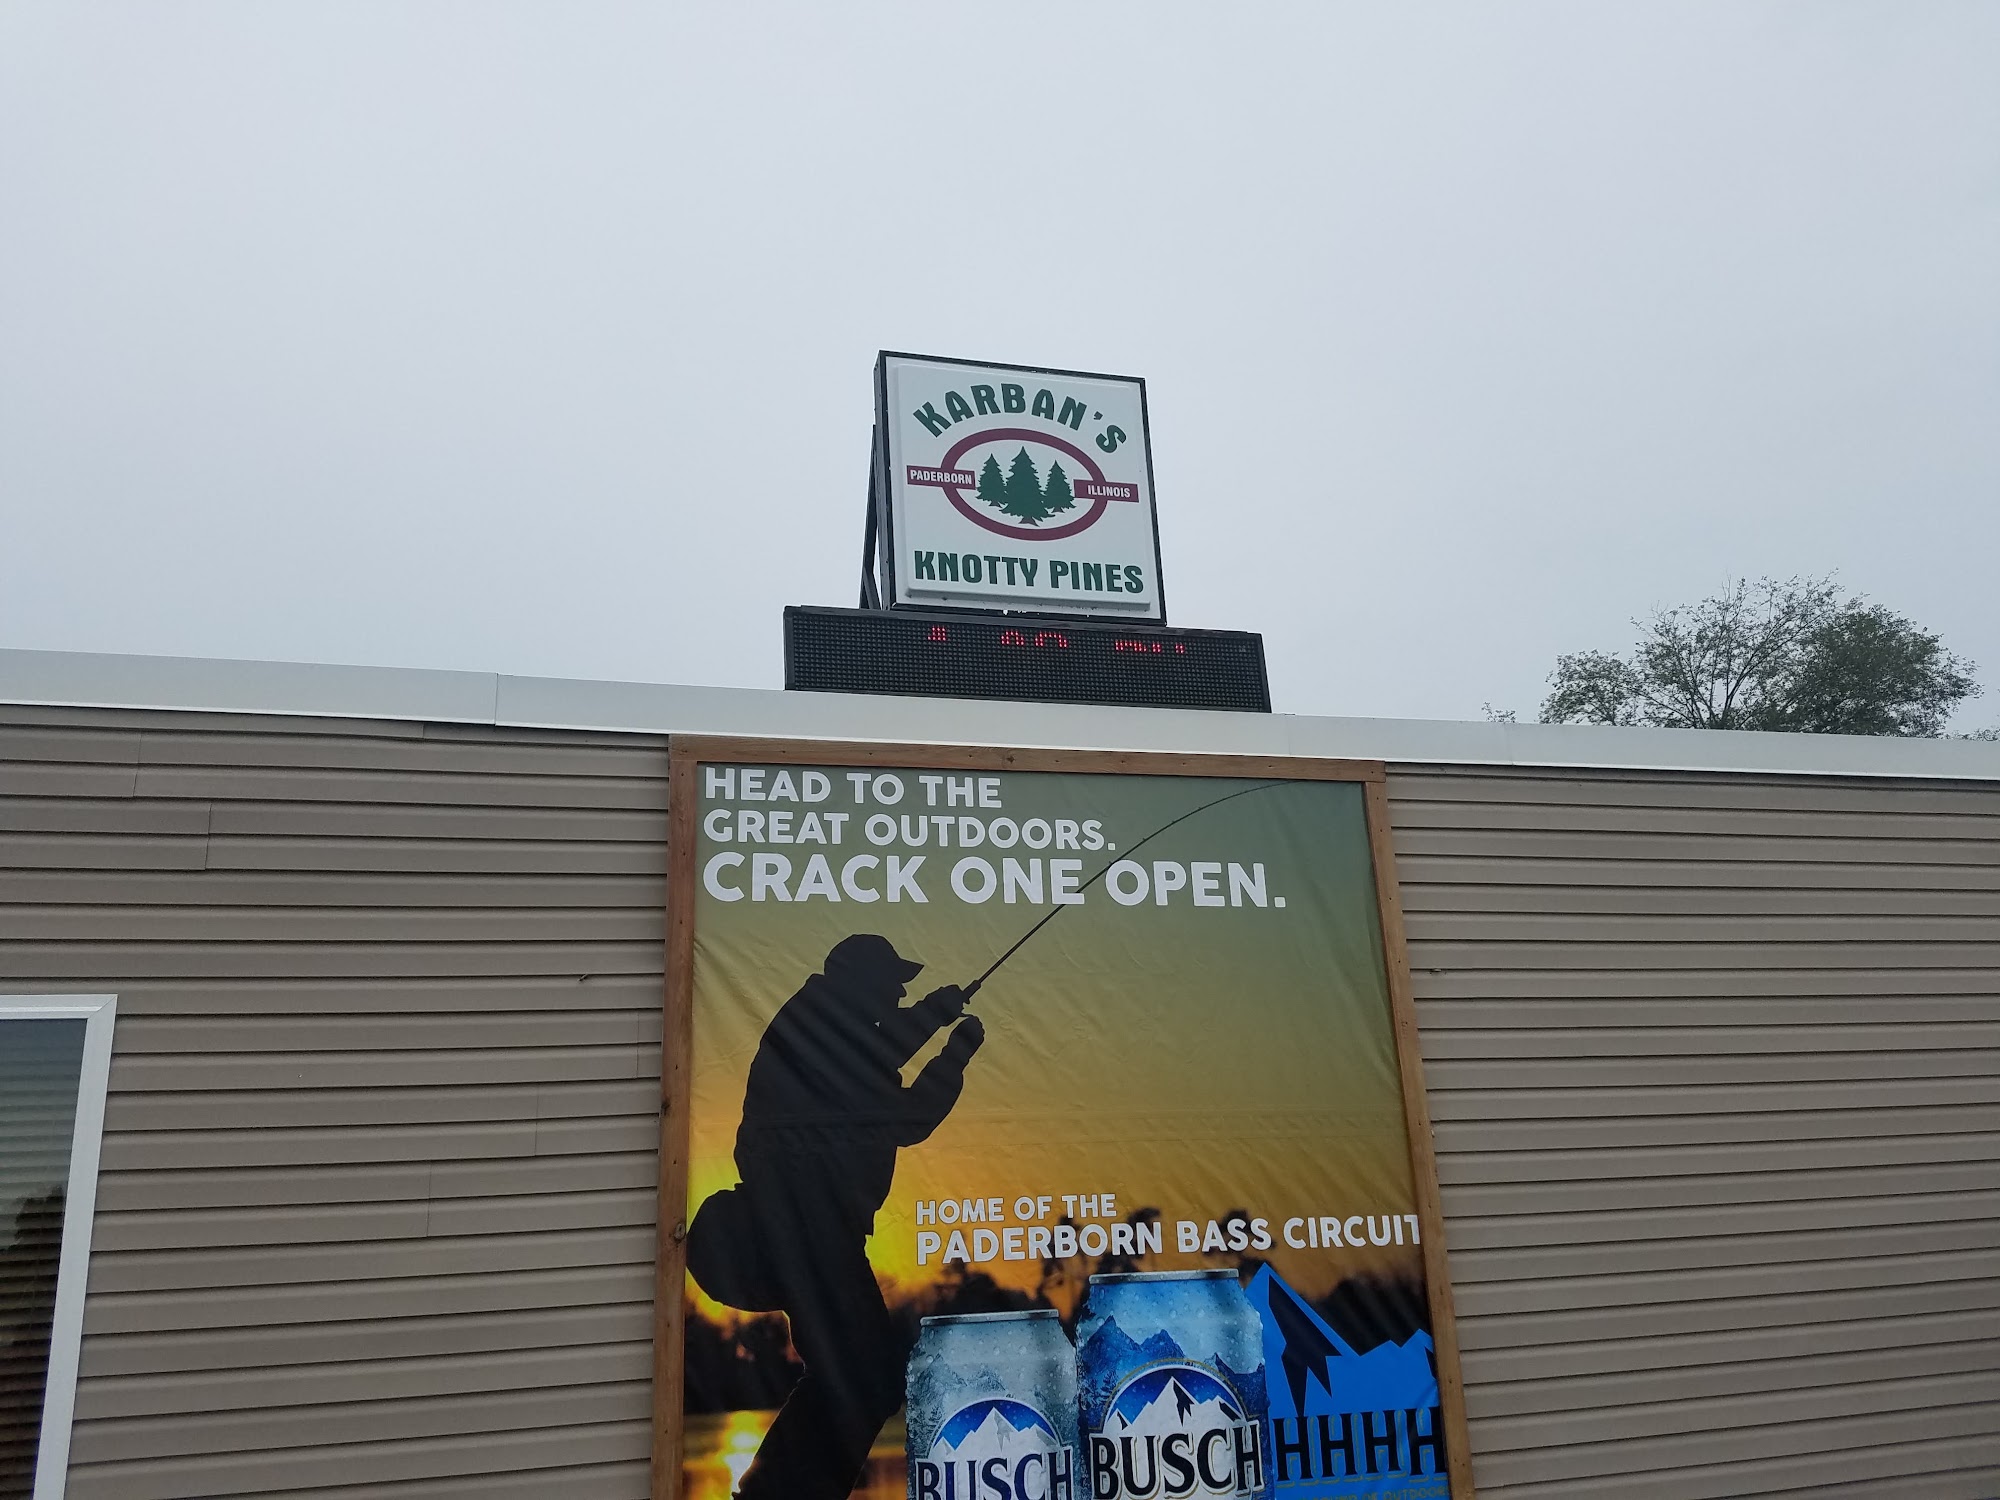 KARBAN'S
PADERBORN ILLINOIS
KNOTTY PINES
HEAD TO THE
GREAT OUTDOORS.
CRACK ONE OPEN.
HOME OF THE
PADERBORN BASS CIRCUIT
BUSCH BUSCH HHHH